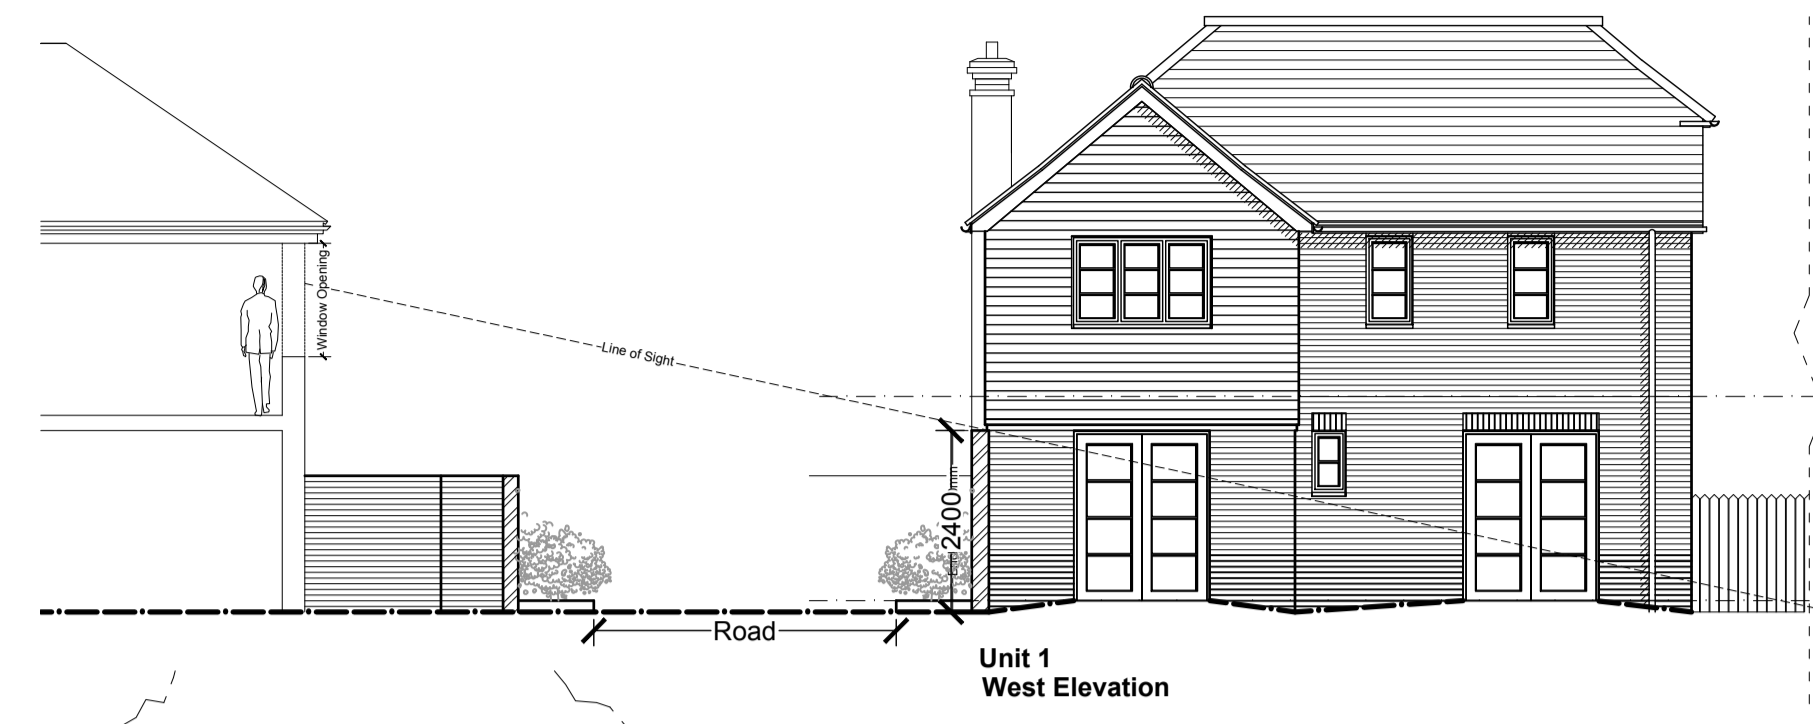 Window Opening
Line of Sight
2400mm
Road
Unit 1
West Elevation